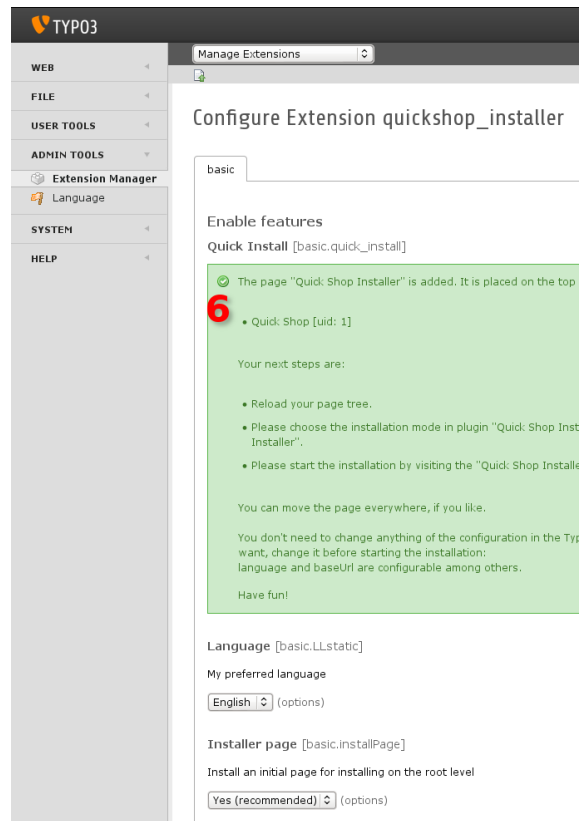 TYPO3
Manage Extensions
WEB
FILE
USER TOOLS
ADMIN TOOLS
Extension Manager
Language
SYSTEM
HELP
Configure Extension quickshop_installer
basic
Enable features
Quick Install [basic.quick_install]
The page "Quick Shop Installer" is added. It is placed on the top
6
• Quick Shop [uid: 1]
Your next steps are:
• Reload your page tree.
• Please choose the installation mode in plugin "Quick Shop Inst
Installer".
• Please start the installation by visiting the "Quick Shop Installe
You can move the page everywhere, if you like.
You don't need to change anything of the configuration in the Typ
want, change it before starting the installation:
language and baseUrl are configurable among others.
Have fun!
Language [basic.LLstatic]
My preferred language
English (options)
Installer page [basic.installPage]
Install an initial page for installing on the root level
Yes (recommended) (options)